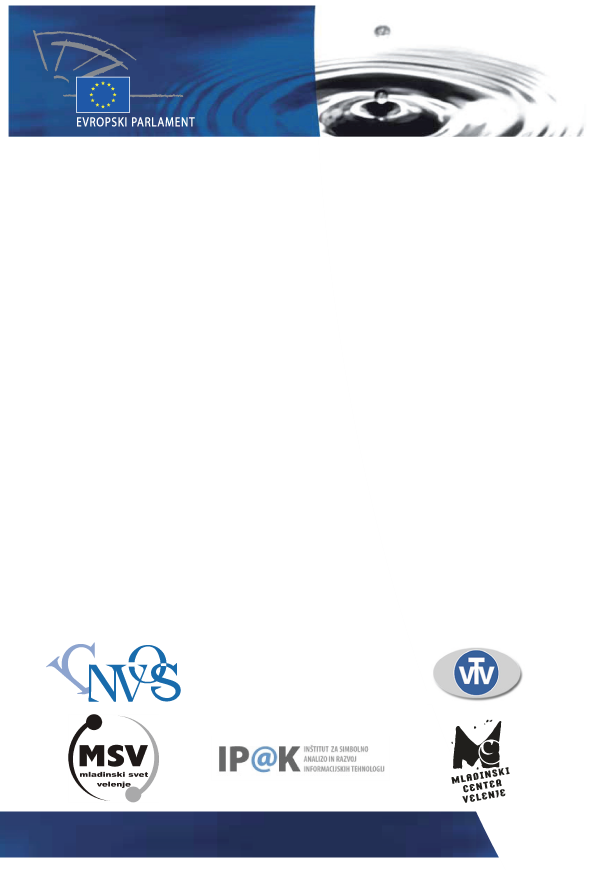 EVROPSKI PARLAMENT
CNVOS
VTV
MSV
mladinski svet
velenje
IP@K
INŠTITUT ZA SIMBOLNO
ANALIZO IN RAZVOJ
INFORMACIJSKIH TEHNOLOGIJ
MC
MLADINSKI
CENTER
VELENJE